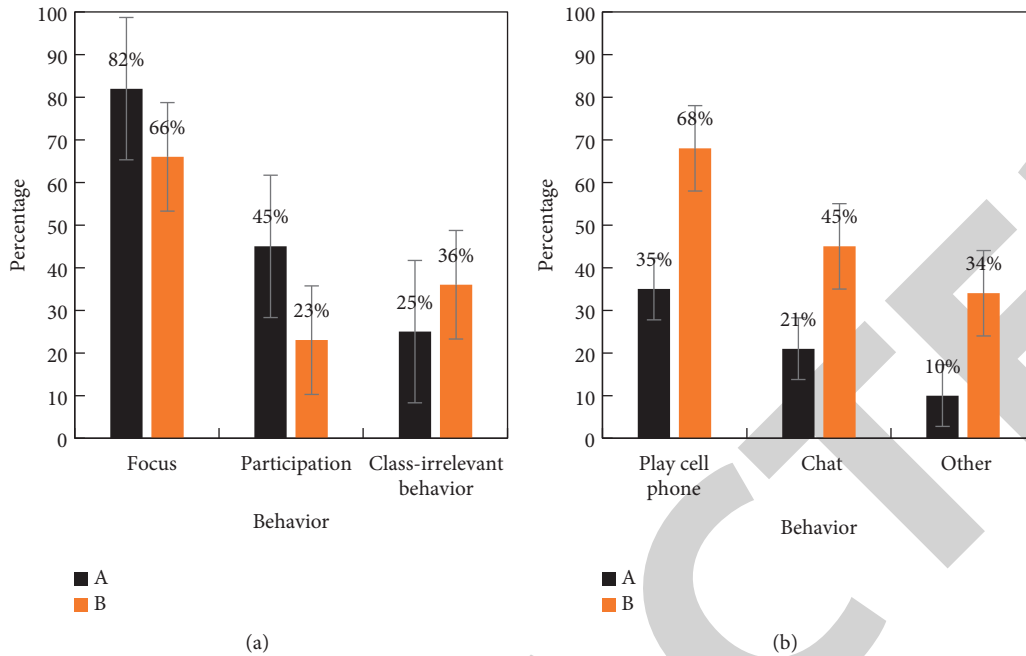 100
90
80
70
60
50
40
30
20
10
0
Percentage
82%
66%
45%
23%
25%
36%
Focus
Participation
Class-irrelevant
behavior
Behavior
A
B
(a)
100
90
80
70
60
50
40
30
20
10
0
Percentage
35%
68%
21%
45%
10%
34%
Play cell
phone
Chat
Other
Behavior
A
B
(b)